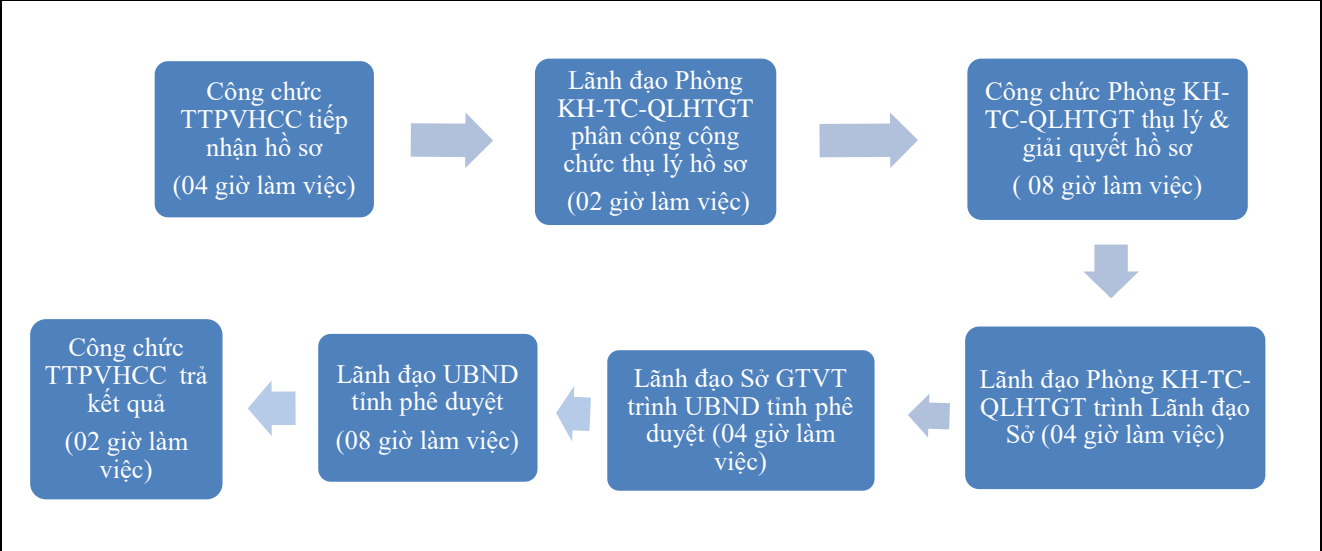 Công chức
TTPVHCC tiếp
nhận hồ sơ
(04 giờ làm việc)
Lãnh đạo Phòng
KH-TC-QLHTGT
phân công công
chức thụ lý hồ sơ
(02 giờ làm việc)
Công chức Phòng KH-
TC-QLHTGT thụ lý &
giải quyết hồ sơ
( 08 giờ làm việc)
Lãnh đạo Phòng KH-TC-
QLHTGT trình Lãnh đạo
Sở (04 giờ làm việc)
Lãnh đạo Sở GTVT
trình UBND tỉnh phê
duyệt (04 giờ làm
việc)
Lãnh đạo UBND
tỉnh phê duyệt
(08 giờ làm việc)
Công chức
TTPVHCC trả
kết quả
(02 giờ làm
việc)